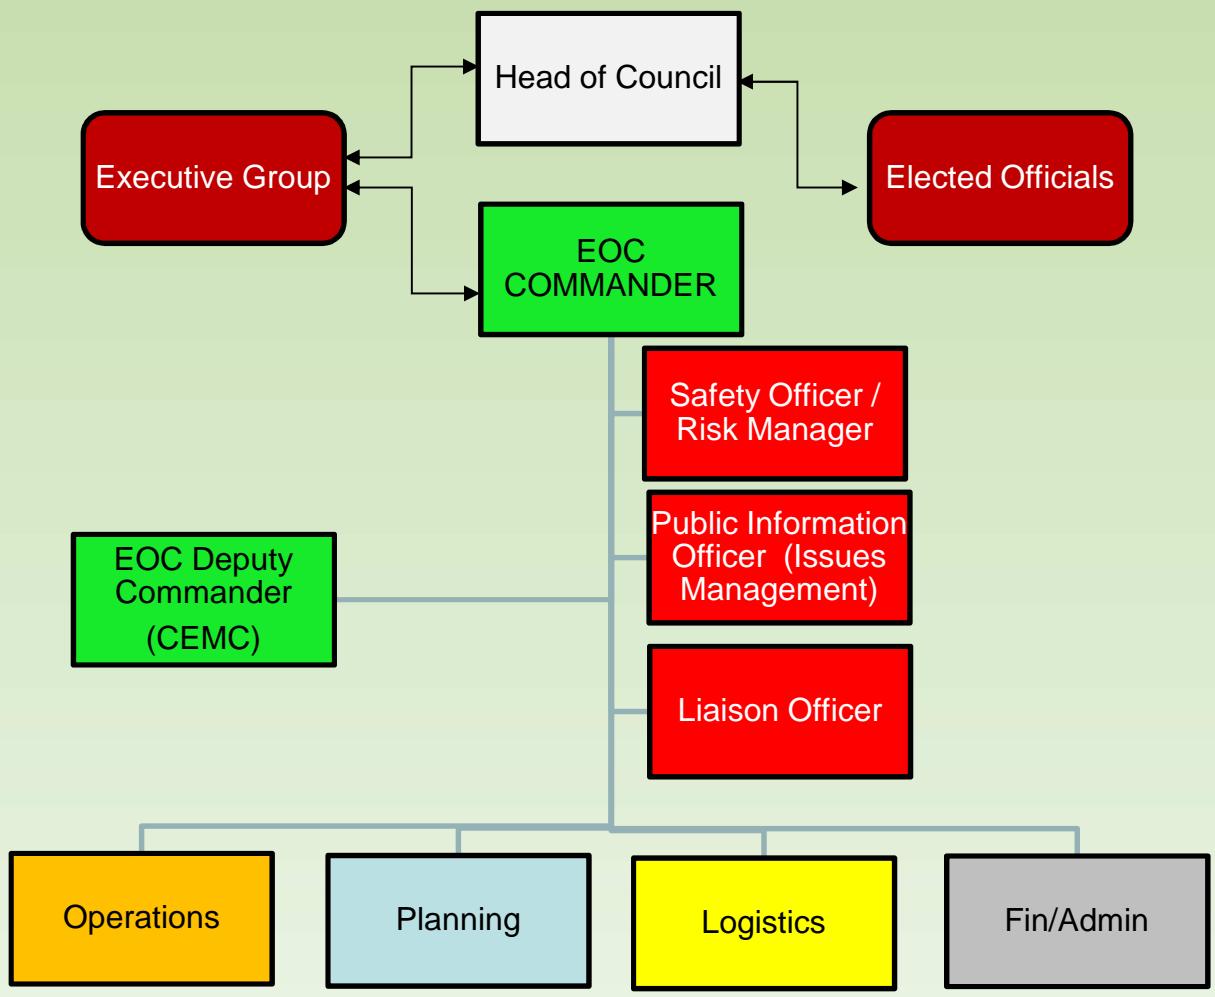 Head of Council
Executive Group
Elected Officials
EOC
COMMANDER
Safety Officer /
Risk Manager
Public Information
Officer (Issues
Management)
EOC Deputy
Commander
(CEMC)
Liaison Officer
Operations
Planning
Logistics
Fin/Admin